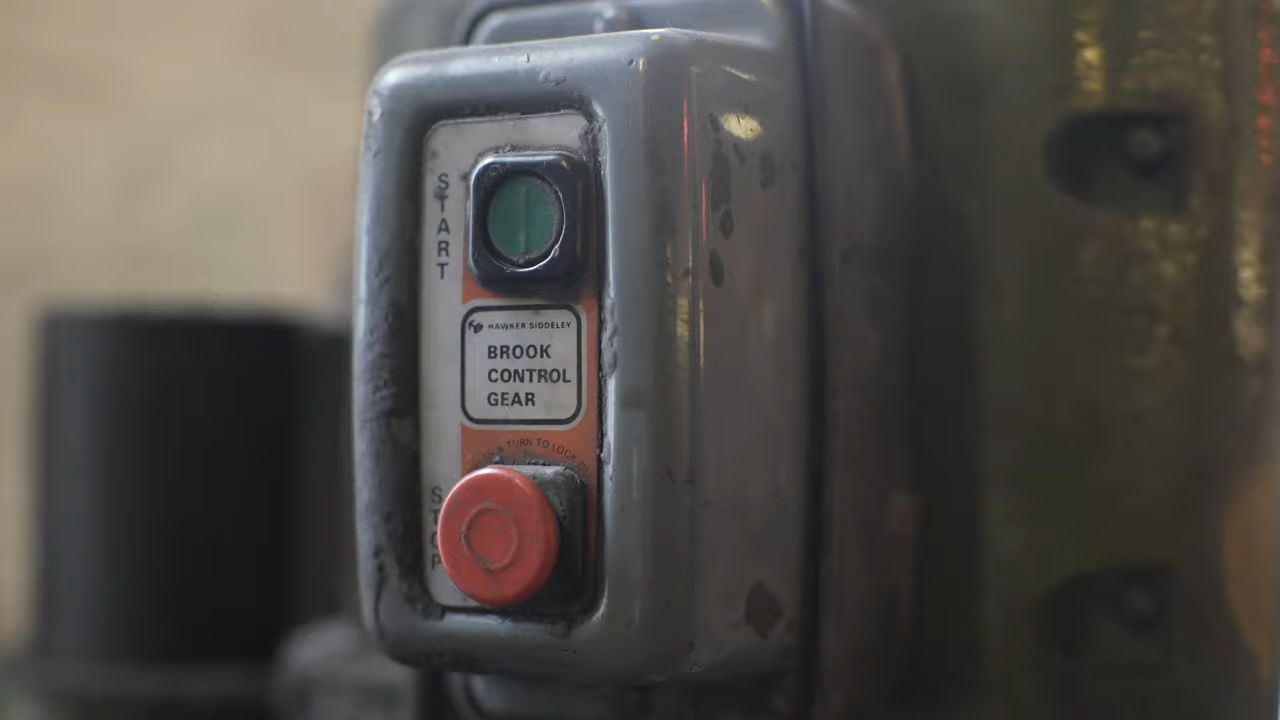 START
HAWKER SIDDELEY
BROOK
CONTROL
GEAR
TURN TO LOCK
STOP